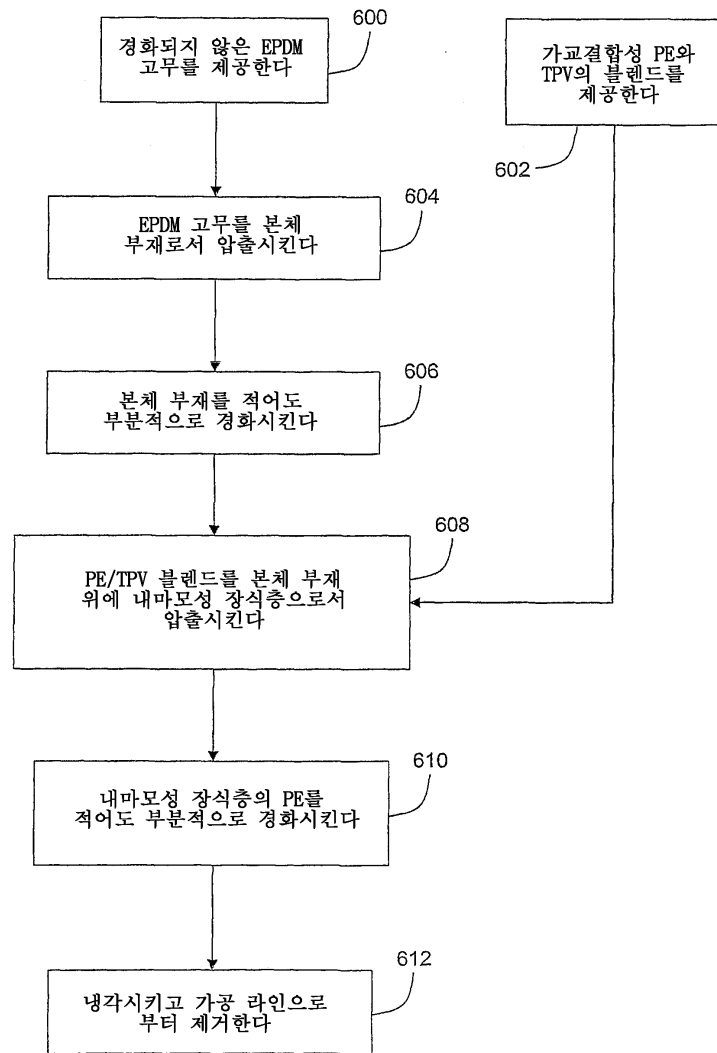 경화되지 않은 EPDM
고무를 제공한다
600
가교결합성 PE와
TPV의 블렌드를
제공한다
602
EPDM 고무를 본체
부재로서 압출시킨다
604
본체 부재를 적어도
부분적으로 경화시킨다
606
PE/TPV 블렌드를 본체 부재
위에 내마모성 장식층으로서
압출시킨다
608
내마모성 장식층의 PE를
적어도 부분적으로 경화시킨다
610
냉각시키고 가공 라인으로
부터 제거한다
612